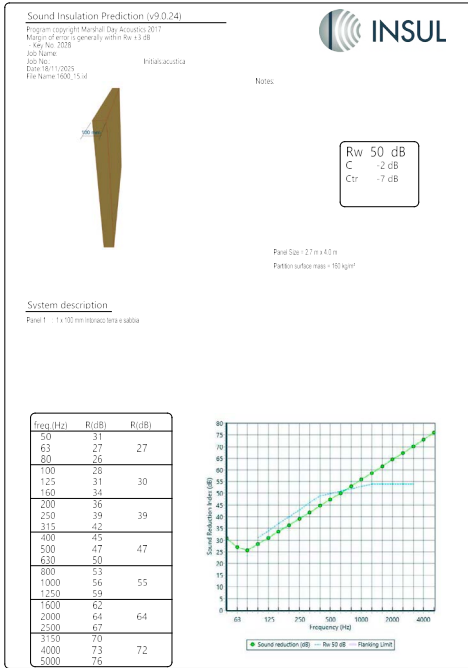 Sound Insulation Prediction (v9.0.24)
Program copyright Marshall Day Acoustics 2017
Margin of error is generally within Rw ±3 dB
- Key No. 2028
Job Name:
Job No.: Initials:acustica
Date:18/11/2025
File Name:1600_15.ixl
INSUL
Notes:
100 mm
Rw 50 dB
C -2 dB
Ctr -7 dB
Panel Size = 2.7 m x 4.0 m
Partition surface mass = 160 kg/m²
System description
Panel 1 : 1 x 100 mm intonaco terra e sabbia
freq.(Hz) R(dB) R(dB)
50 31
63 27 27
80 26
100 28
125 31 30
160 34
200 36
250 39 39
315 42
400 45
500 47 47
630 50
800 53
1000 56 55
1250 59
1600 62
2000 64 64
2500 67
3150 70
4000 73 72
5000 76
Sound Reduction Index (dB)
80
75
70
65
60
55
50
45
40
35
30
25
20
15
10
5
0
63 125 250 500 1000 2000 4000
Frequency (Hz)
Sound reduction (dB) Rw 50 dB Flanking Limit